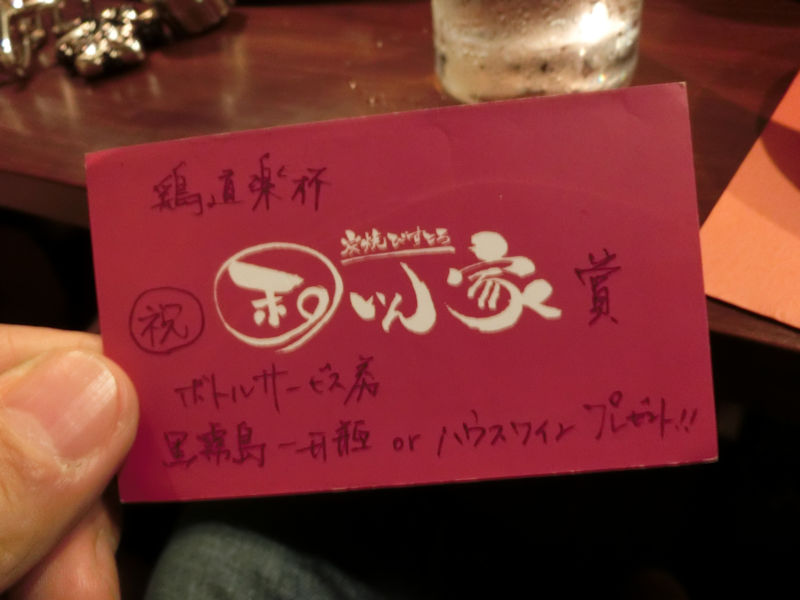 鶏道楽杯
炭焼びすとろ
和いん家 賞
祝
ボトルサービス券
黒霧島一升瓶 or ハウスワイン プレゼント!!